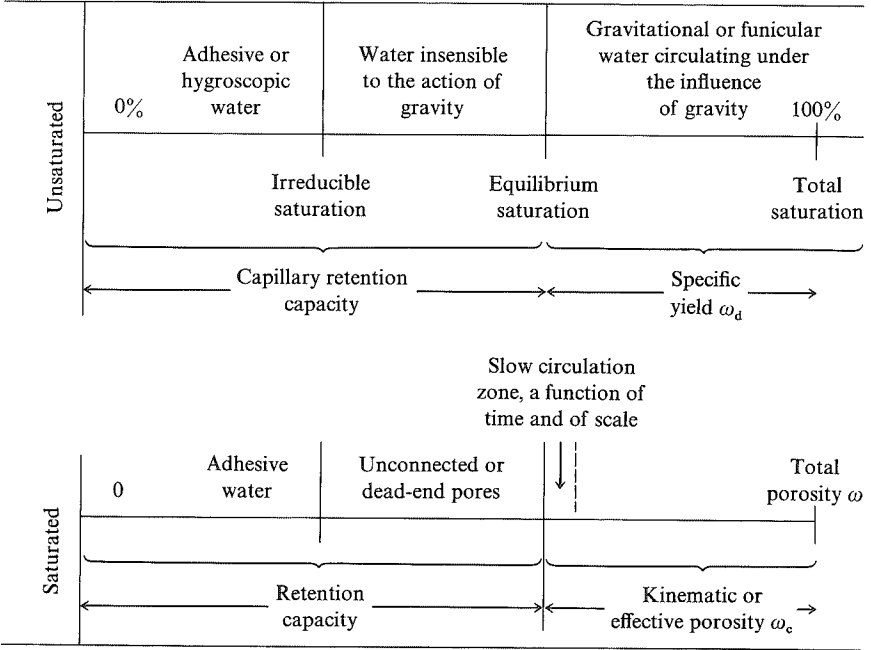 Unsaturated
0%
Adhesive or
hygroscopic
water
Water insensible
to the action of
gravity
Gravitational or funicular
water circulating under
the influence
of gravity
100%
Irreducible
saturation
Equilibrium
saturation
Total
saturation
Capillary retention
capacity
Specific
yield ω_d
Slow circulation
zone, a function of
time and of scale
Saturated
0
Adhesive
water
Unconnected or
dead-end pores
Total
porosity ω
Retention
capacity
Kinematic or
effective porosity ω_c